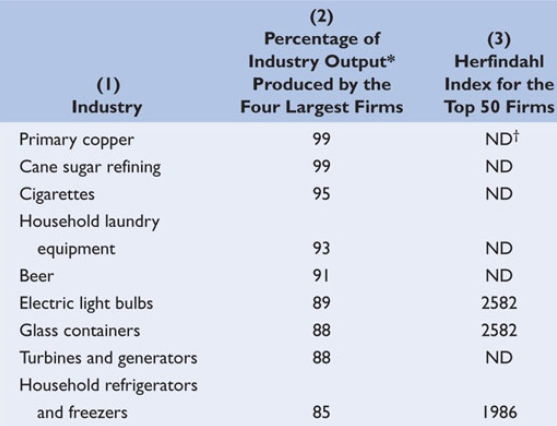 (1)
Industry
(2)
Percentage of
Industry Output*
Produced by the
Four Largest Firms
(3)
Herfindahl
Index for the
Top 50 Firms
Primary copper 99 ND†
Cane sugar refining 99 ND
Cigarettes 95 ND
Household laundry
equipment 93 ND
Beer 91 ND
Electric light bulbs 89 2582
Glass containers 88 2582
Turbines and generators 88 ND
Household refrigerators
and freezers 85 1986